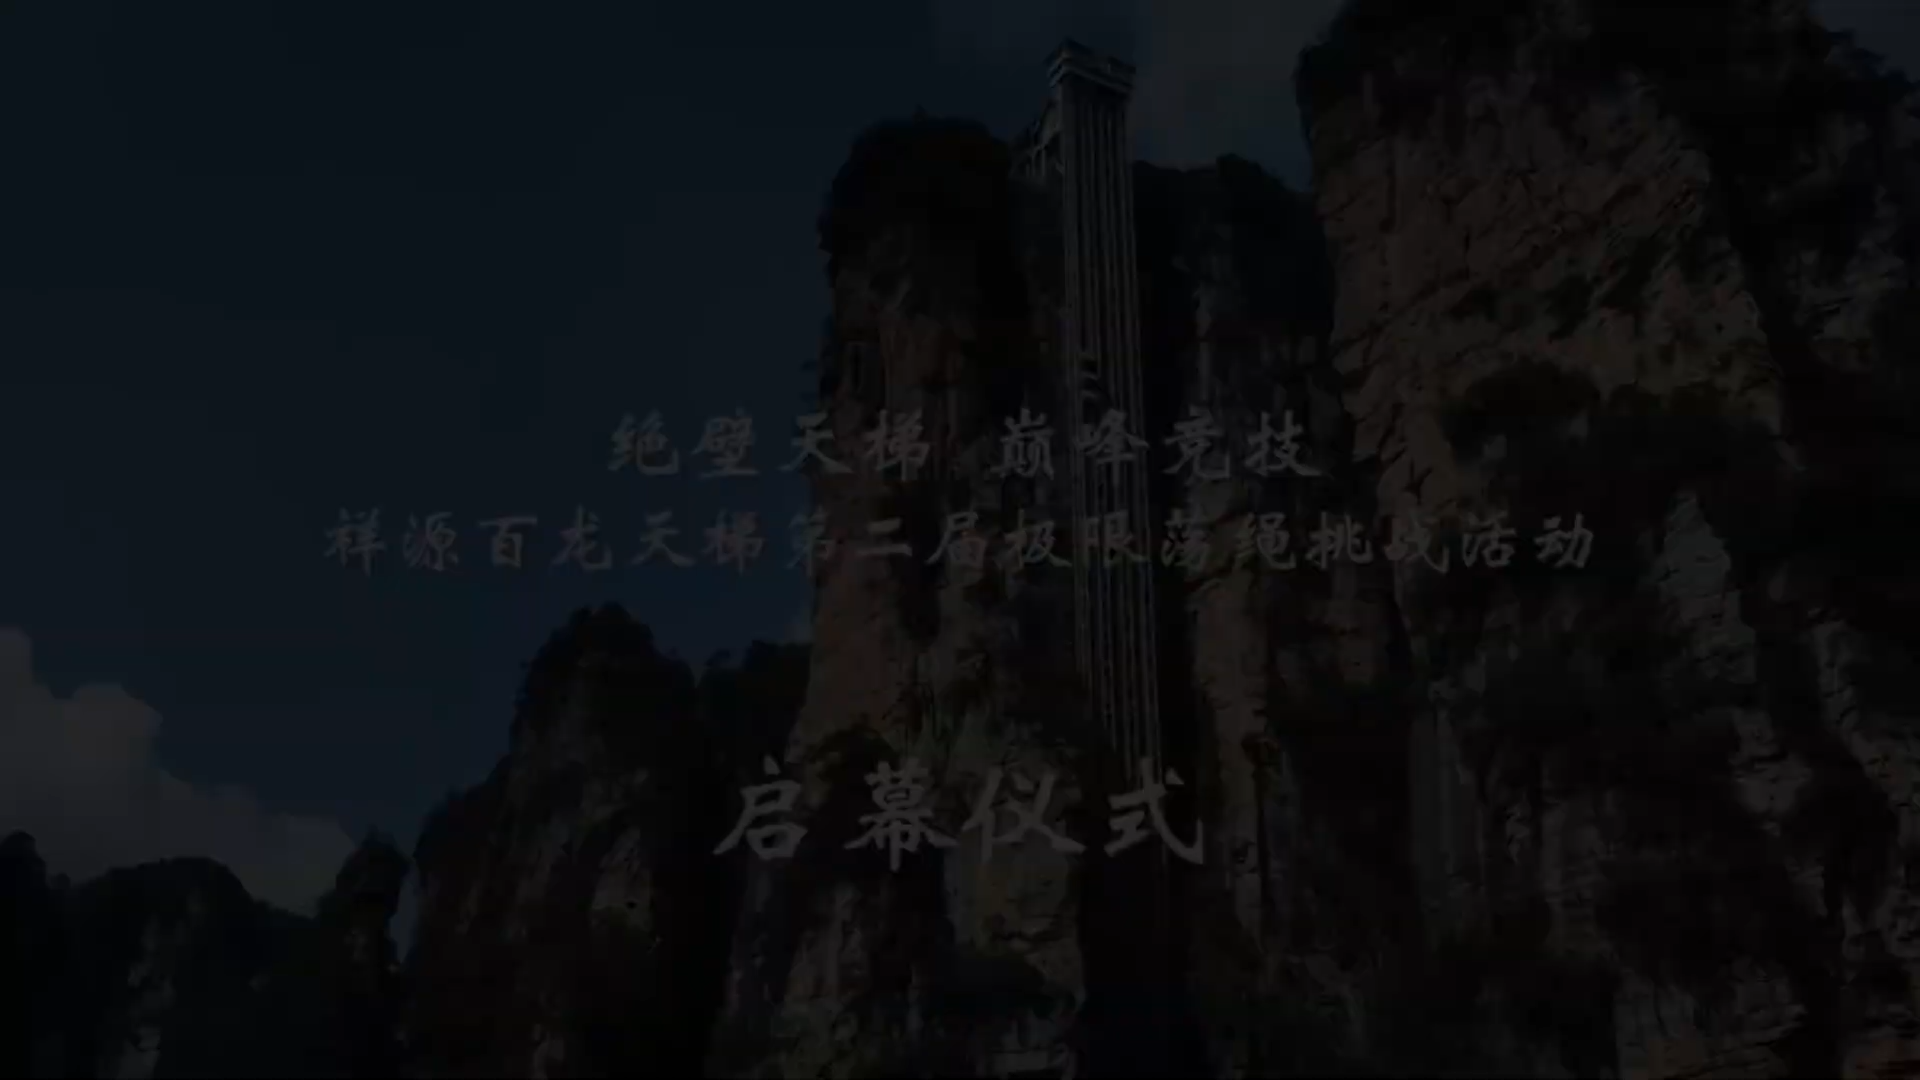 绝壁天梯 巅峰竞技
祥源百龙天梯第二届极限荡绳挑战活动
启幕仪式